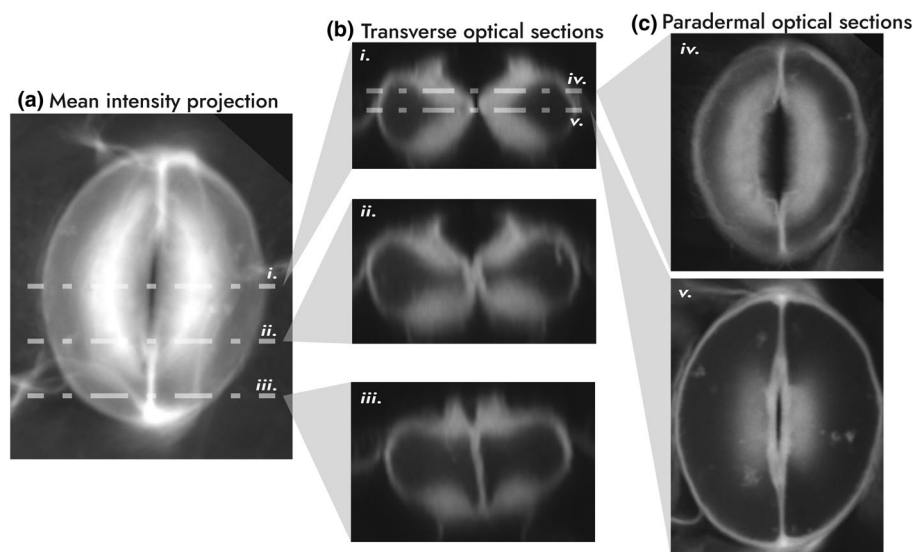 (a) Mean intensity projection
i.
ii.
iii.
(b) Transverse optical sections
i.
iv.
v.
ii.
iii.
(c) Paradermal optical sections
iv.
v.